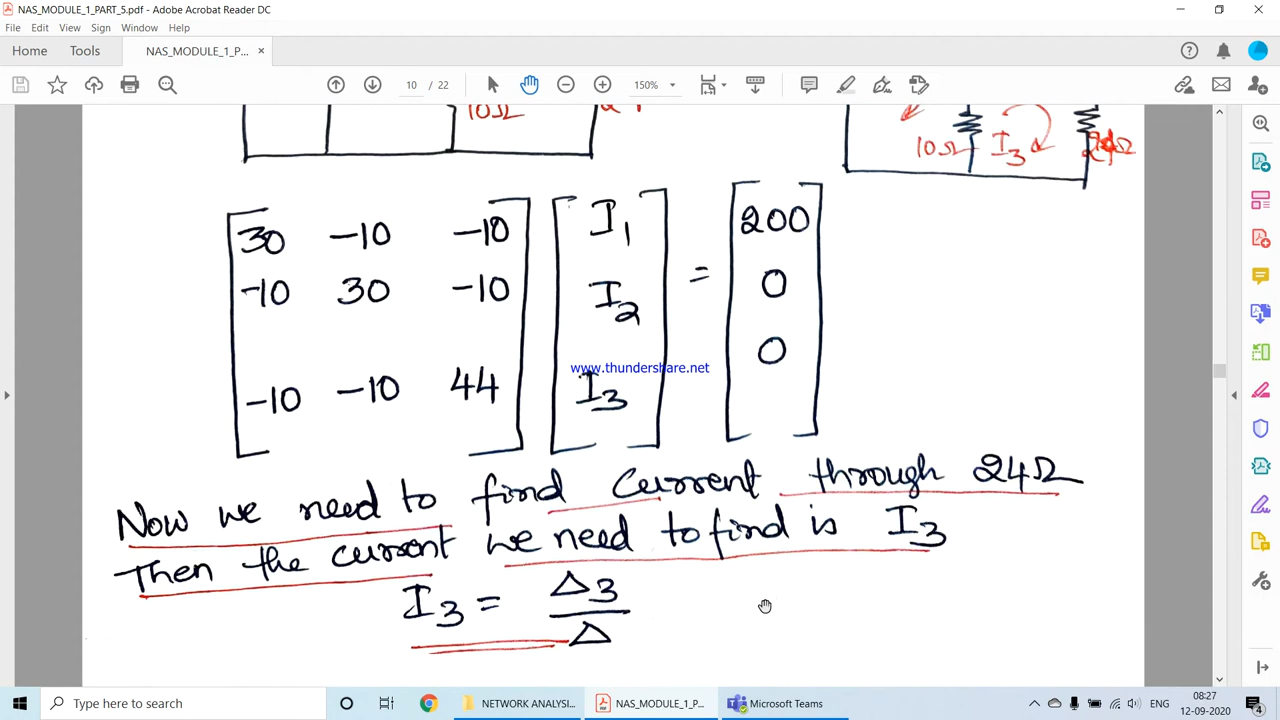 NAS_MODULE_1_PART_5.pdf - Adobe Acrobat Reader DC
File Edit View Sign Window Help
Home Tools NAS_MODULE_1_P... ×
10 / 22 150%
10Ω
10Ω I3
30 -10 -10 I1 200
-10 30 -10 I2 = 0
-10 -10 44 I3 0
www.thundershare.net
Now we need to find current through 24Ω
Then the current we need to find is I3
I3 = Δ3
Δ
Type here to search
NETWORK ANALYSI... NAS_MODULE_1_P... Microsoft Teams
ENG 08:27
12-09-2020
4